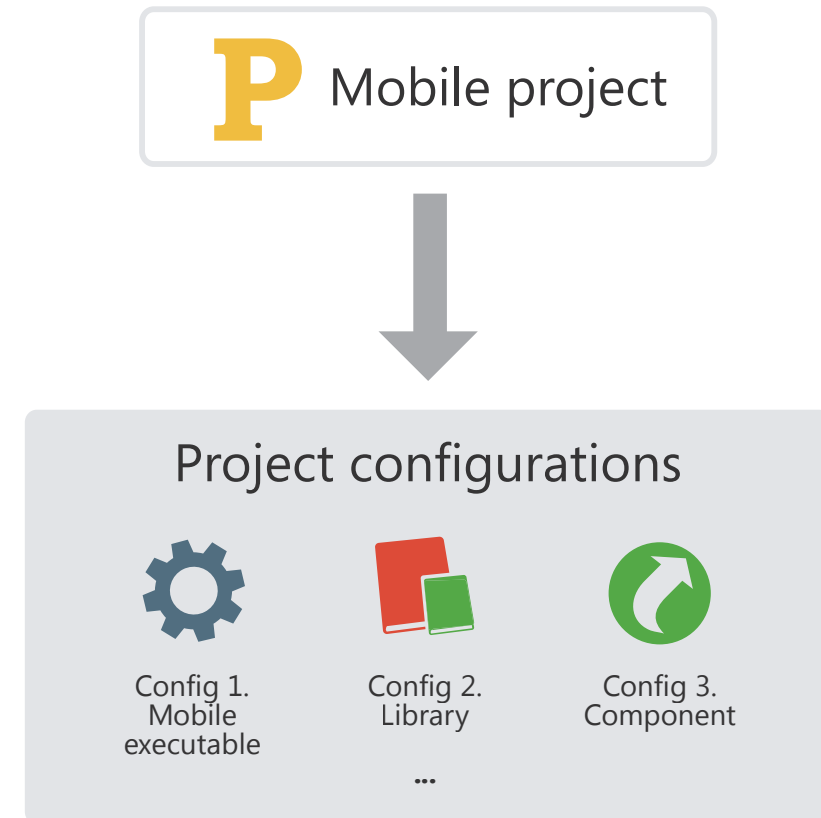 P Mobile project
Project configurations
Config 1.
Mobile
executable
Config 2.
Library
Config 3.
Component
...